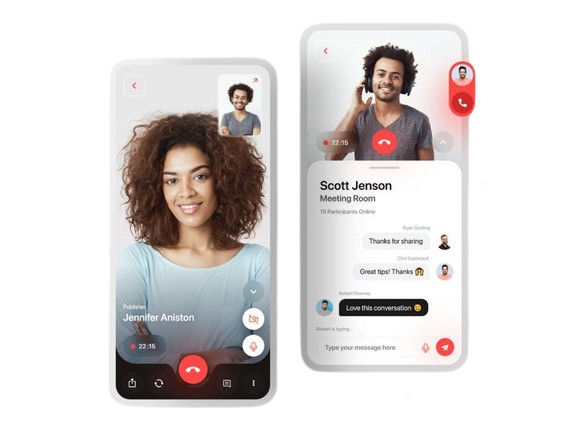 Publisher
Jennifer Aniston
22:15
22:15
Scott Jenson
Meeting Room
15 Participants Online
Ryan Gosling
Thanks for sharing
Clint Eastwood
Great tips! Thanks
Robert Downey
Love this conversation
Robert is typing...
Type your message here